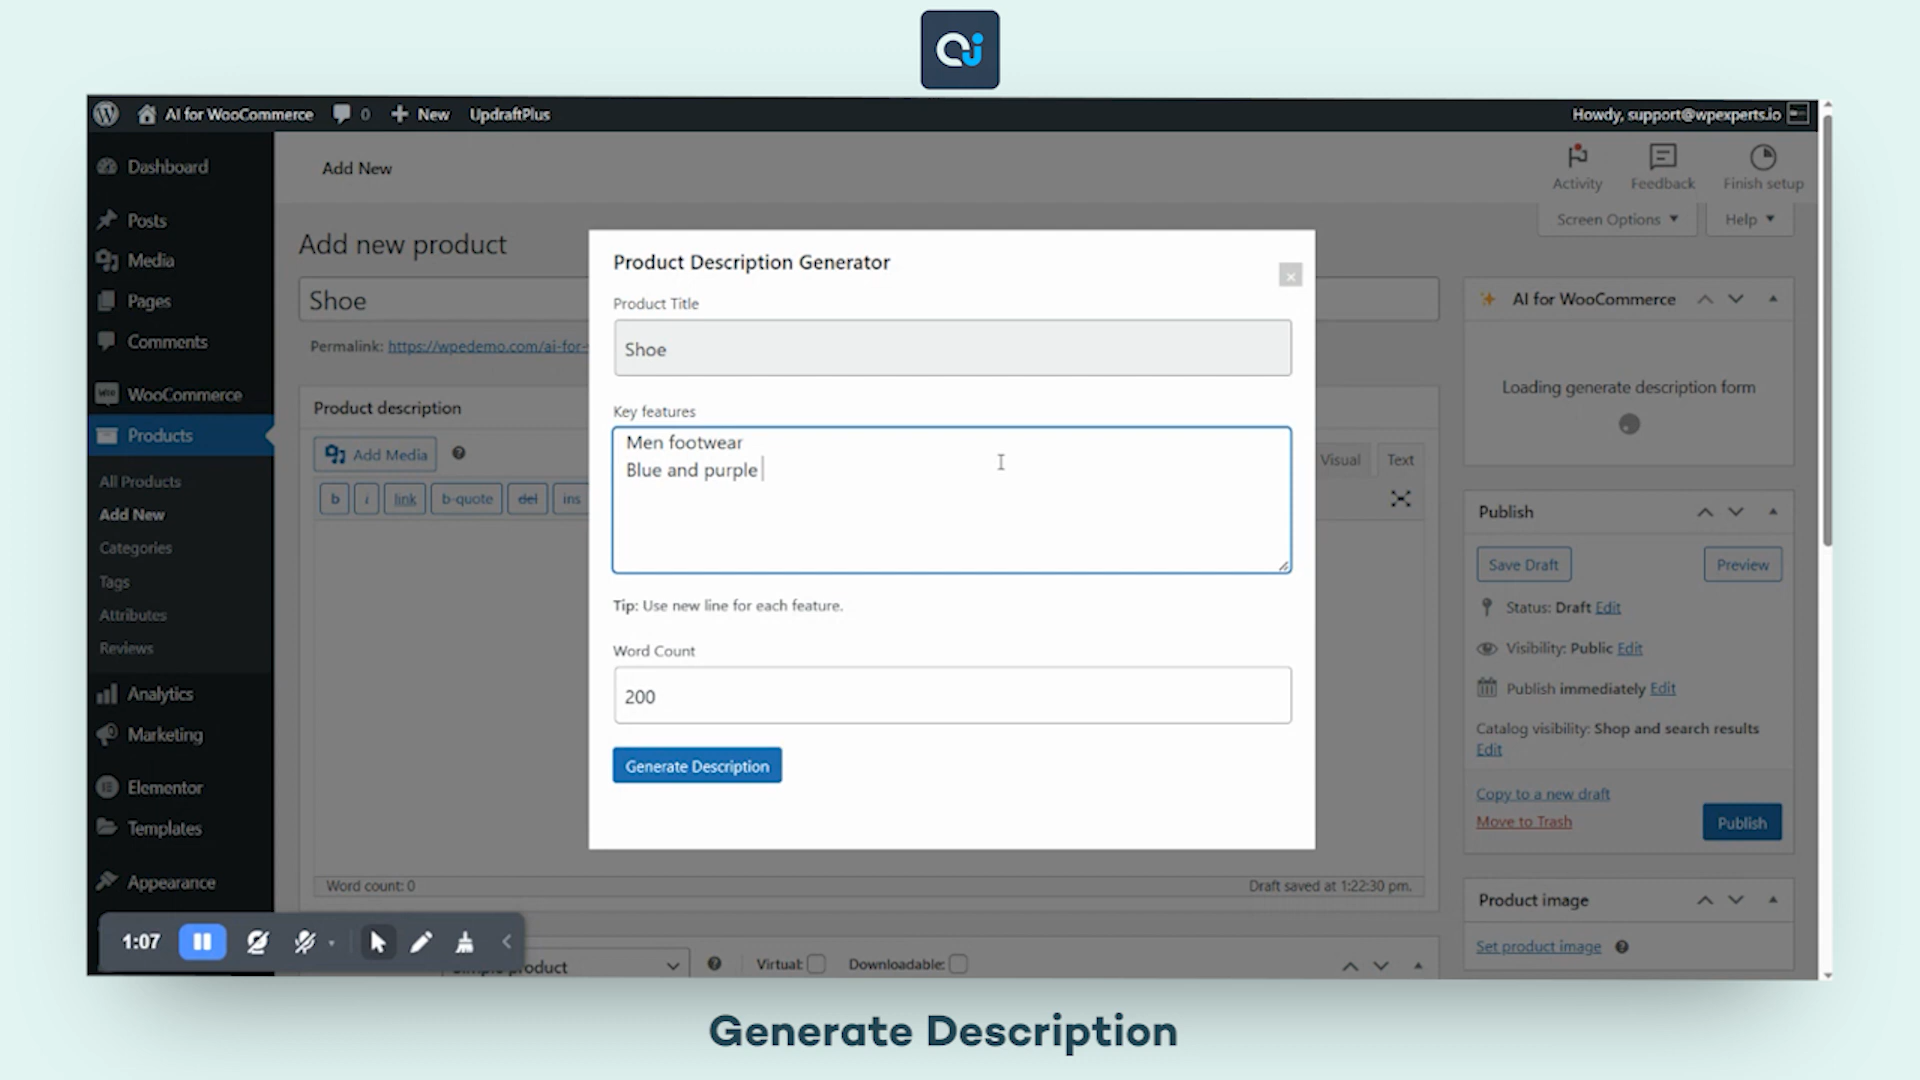 AI for WooCommerce
0
New
UpdraftPlus
Howdy, support@wpexperts.io
Dashboard
Posts
Media
Pages
Comments
WooCommerce
Products
All Products
Add New
Categories
Tags
Attributes
Reviews
Analytics
Marketing
Elementor
Templates
Appearance
Add New
Activity
Feedback
Finish setup
Screen Options
Help
Add new product
Shoe
Permalink: https://wpedemo.com/ai-for-
Product description
Add Media
Visual
Text
b
i
link
b-quote
del
ins
Word count: 0
Draft saved at 1:22:30 pm.
Product Description Generator
×
Product Title
Shoe
Key features
Men footwear
Blue and purple
Tip: Use new line for each feature.
Word Count
200
Generate Description
AI for WooCommerce
Loading generate description form
Publish
Save Draft
Preview
Status: Draft Edit
Visibility: Public Edit
Publish immediately Edit
Catalog visibility: Shop and search results
Edit
Copy to a new draft
Move to Trash
Publish
Product image
Set product image
1:07
product
Virtual:
Downloadable:
Generate Description